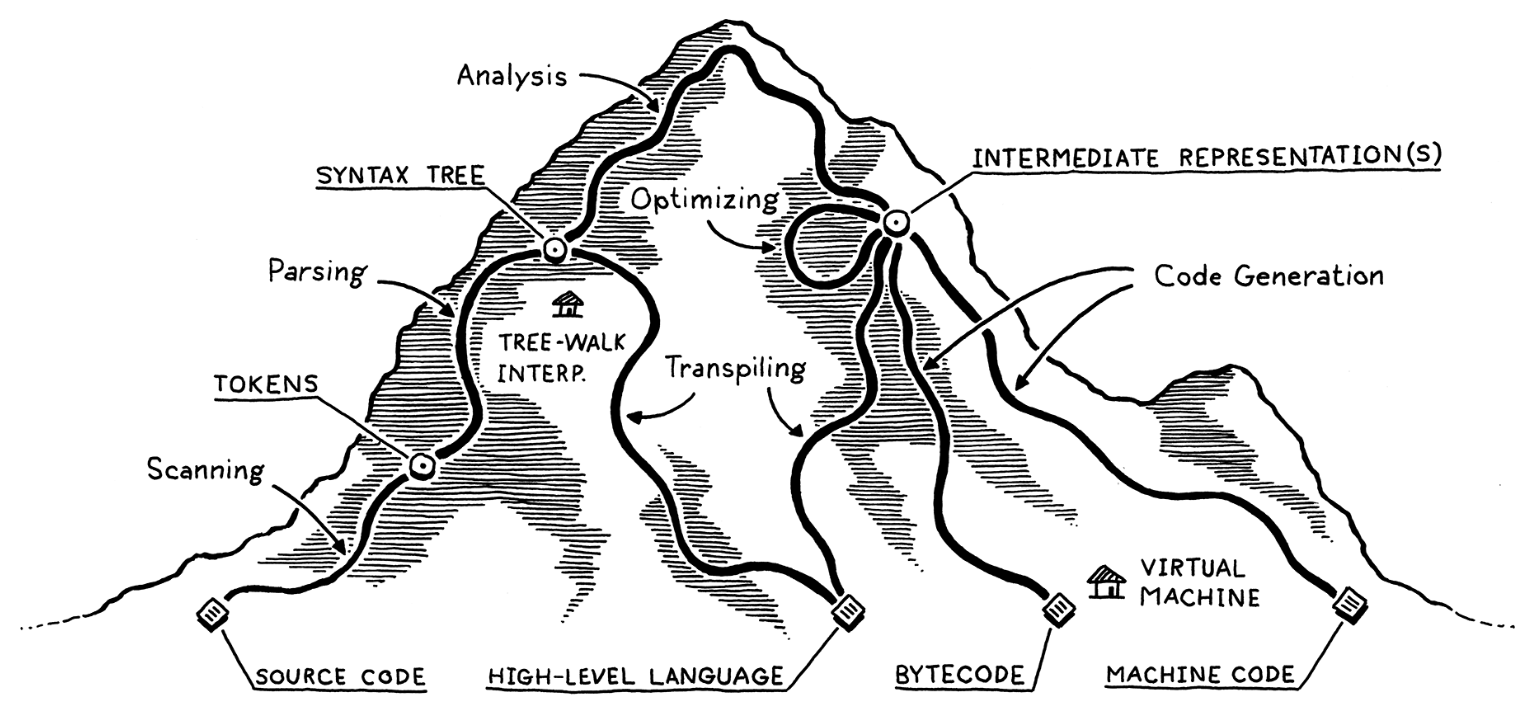 Analysis
INTERMEDIATE REPRESENTATION(S)
SYNTAX TREE
Optimizing
Parsing
Code Generation
TREE-WALK
INTERP.
Transpiling
TOKENS
Scanning
VIRTUAL
MACHINE
SOURCE CODE
HIGH-LEVEL LANGUAGE
BYTECODE
MACHINE CODE